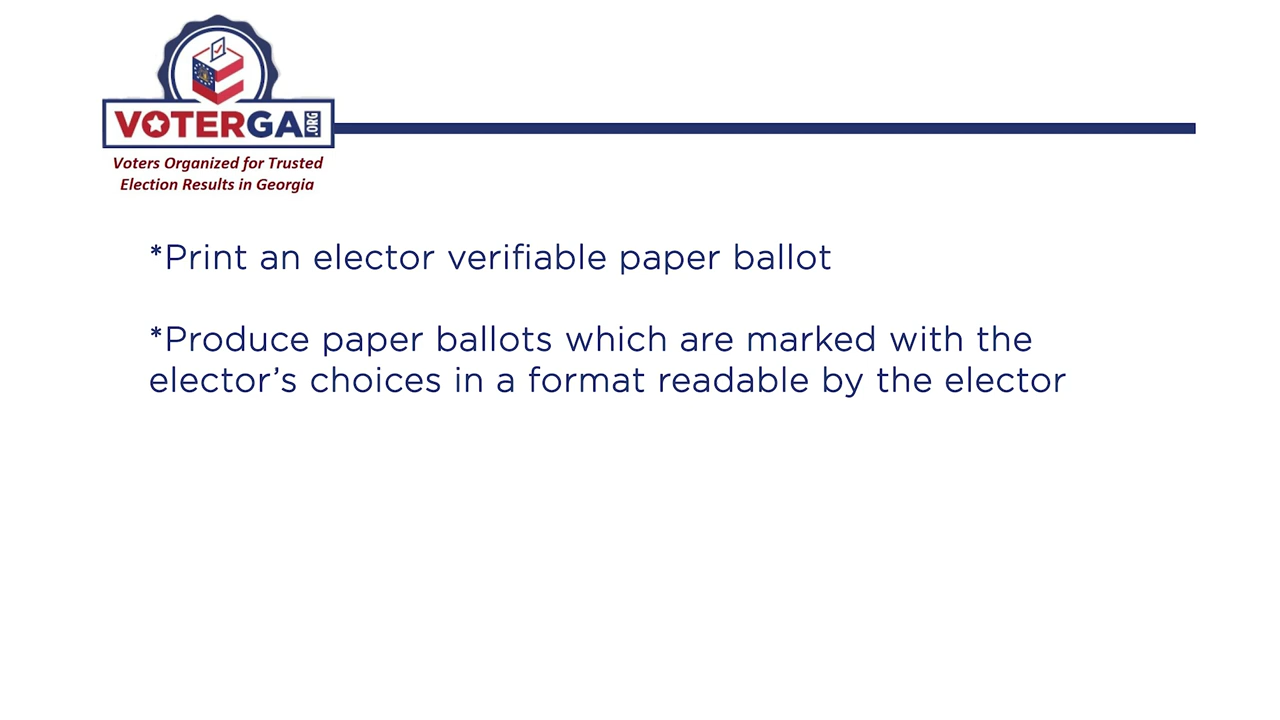 VOTERGA.ORG
Voters Organized for Trusted
Election Results in Georgia
*Print an elector verifiable paper ballot
*Produce paper ballots which are marked with the
elector’s choices in a format readable by the elector